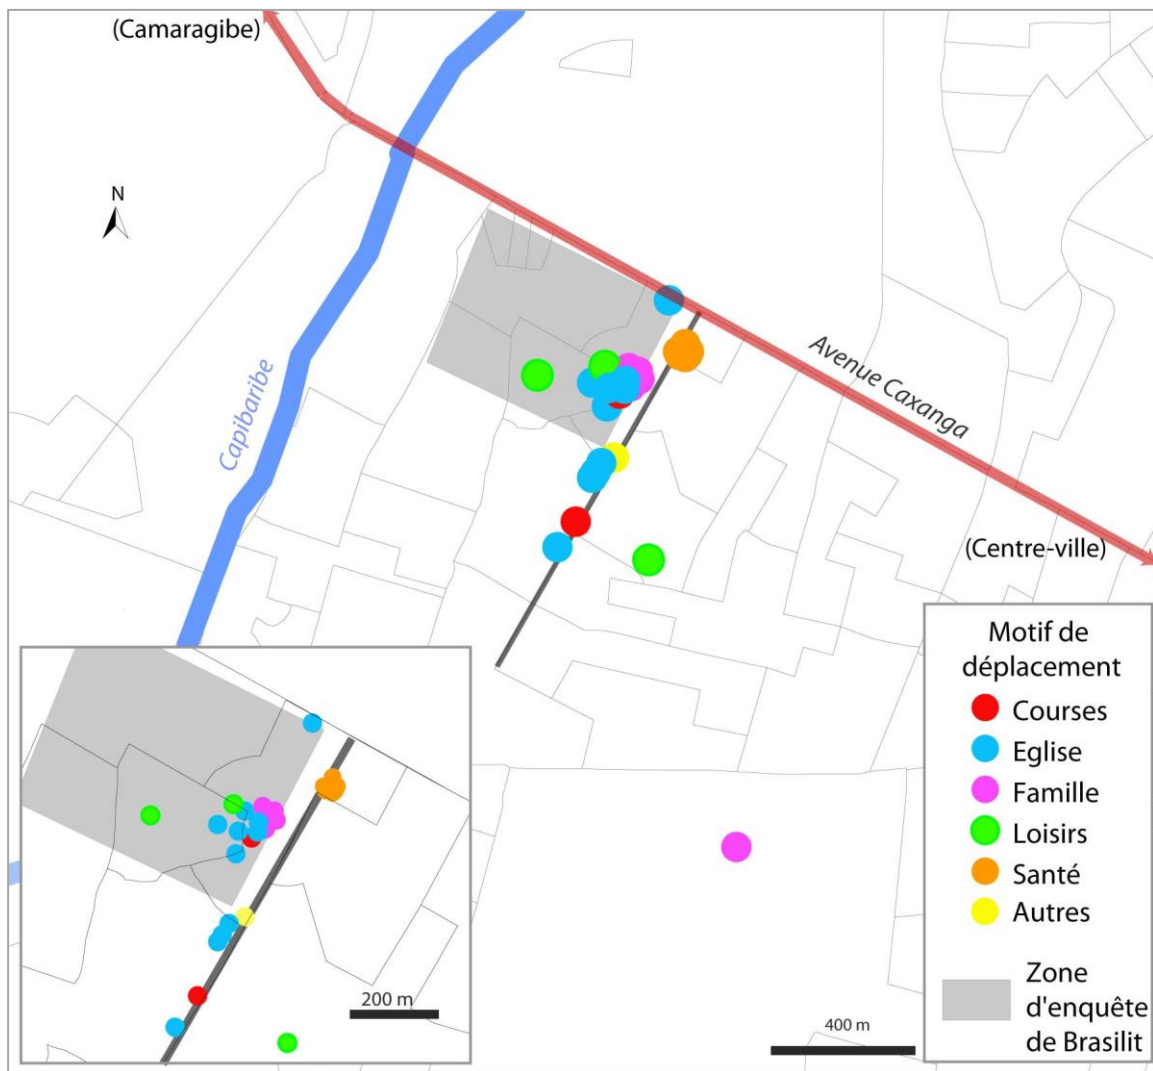 (Camaragibe)
N
Capibaribe
Avenue Caxanga
(Centre-ville)
Motif de
déplacement
Courses
Eglise
Famille
Loisirs
Santé
Autres
Zone
d'enquête
de Brasilit
200 m
400 m